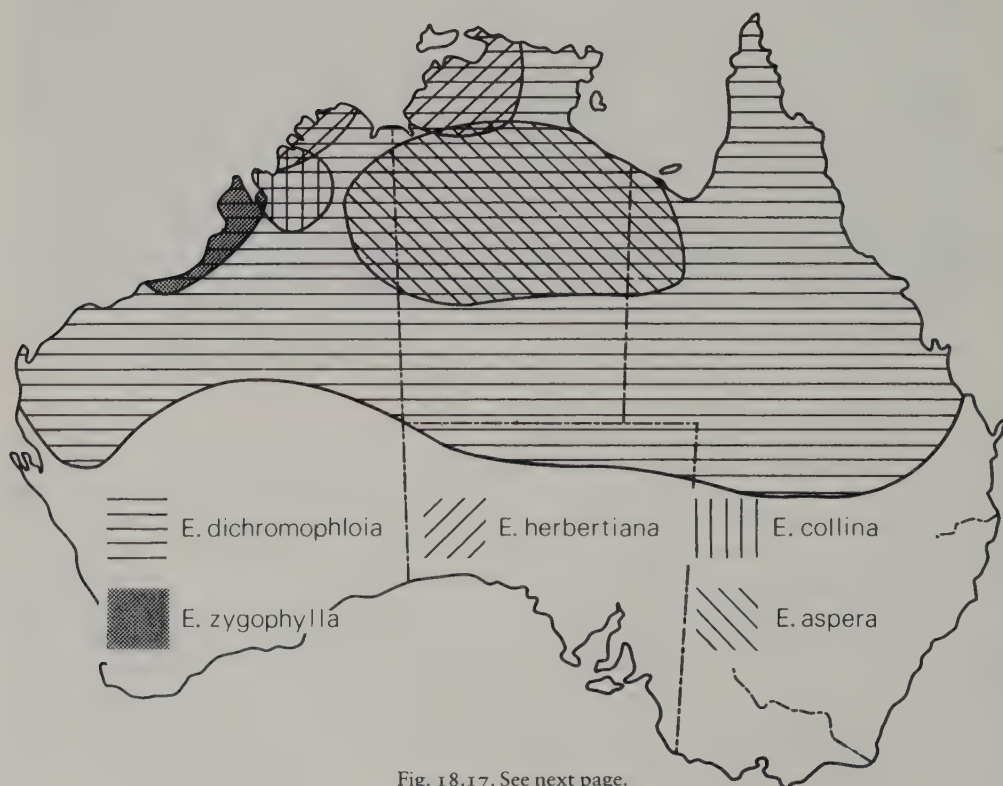 E. dichromophloia
E. herbertiana
E. collina
E. zygophylla
E. aspera
Fig. 18.17. See next page.